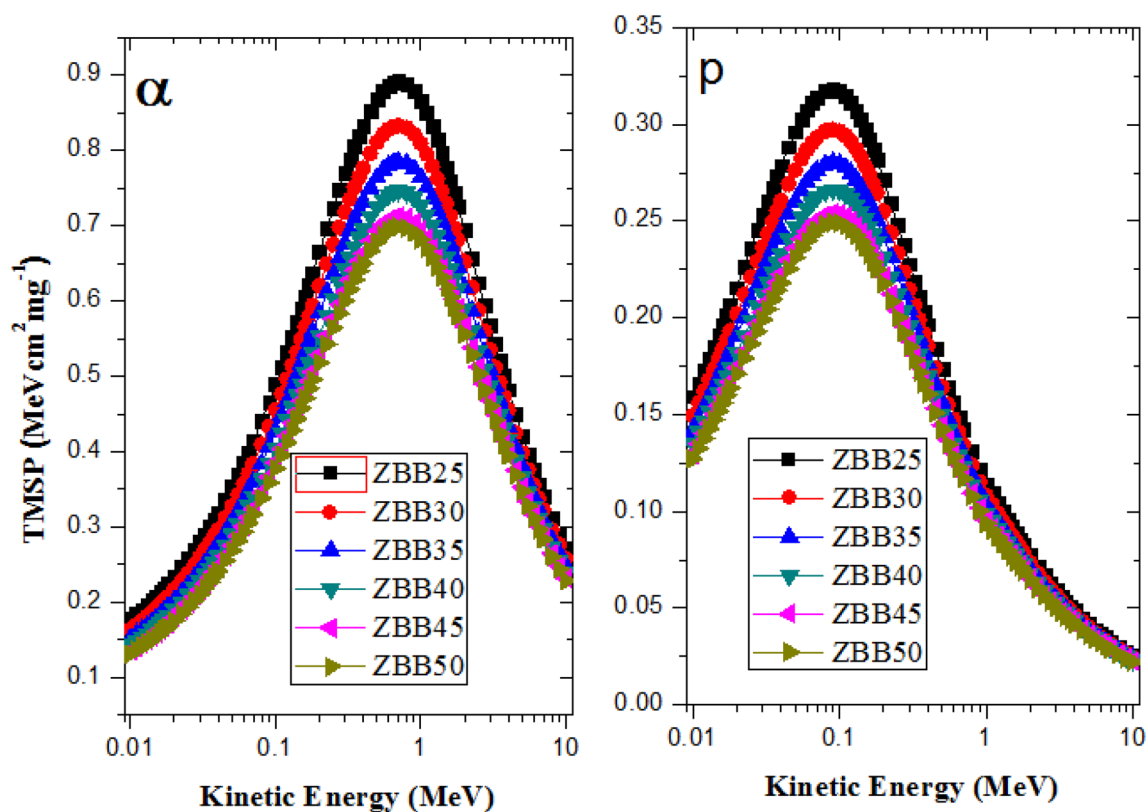 α
TMSP (MeVcm²mg⁻¹)
0.9
0.8
0.7
0.6
0.5
0.4
0.3
0.2
0.1
ZBB25
ZBB30
ZBB35
ZBB40
ZBB45
ZBB50
0.01 0.1 1 10
Kinetic Energy (MeV)
p
0.35
0.30
0.25
0.20
0.15
0.10
0.05
0.00
ZBB25
ZBB30
ZBB35
ZBB40
ZBB45
ZBB50
0.01 0.1 1 10
Kinetic Energy (MeV)